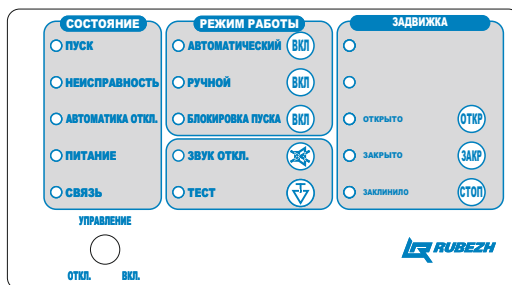 СОСТОЯНИЕ
ПУСК
НЕИСПРАВНОСТЬ
АВТОМАТИКА ОТКЛ.
ПИТАНИЕ
СВЯЗЬ
РЕЖИМ РАБОТЫ
АВТОМАТИЧЕСКИЙ ВКЛ
РУЧНОЙ ВКЛ
БЛОКИРОВКА ПУСКА ВКЛ
ЗВУК ОТКЛ.
ТЕСТ
ЗАДВИЖКА
ОТКРЫТО ОТКР
ЗАКРЫТО ЗАКР
ЗАКЛИНИЛО СТОП
УПРАВЛЕНИЕ
ОТКЛ. ВКЛ.
RUBEZH